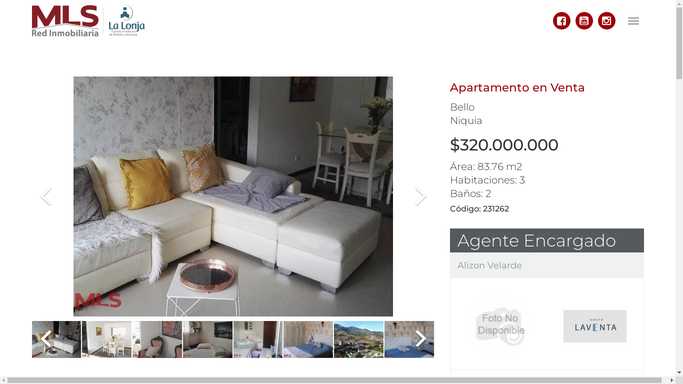 MLS
Red Inmobiliaria
La Lonja
Apartamento en Venta
Bello
Niquia
$320.000.000
Área: 83.76 m2
Habitaciones: 3
Baños: 2
Código: 231262
Agente Encargado
Alizon Velarde
Foto No
Disponible
LAVENTA
MLS